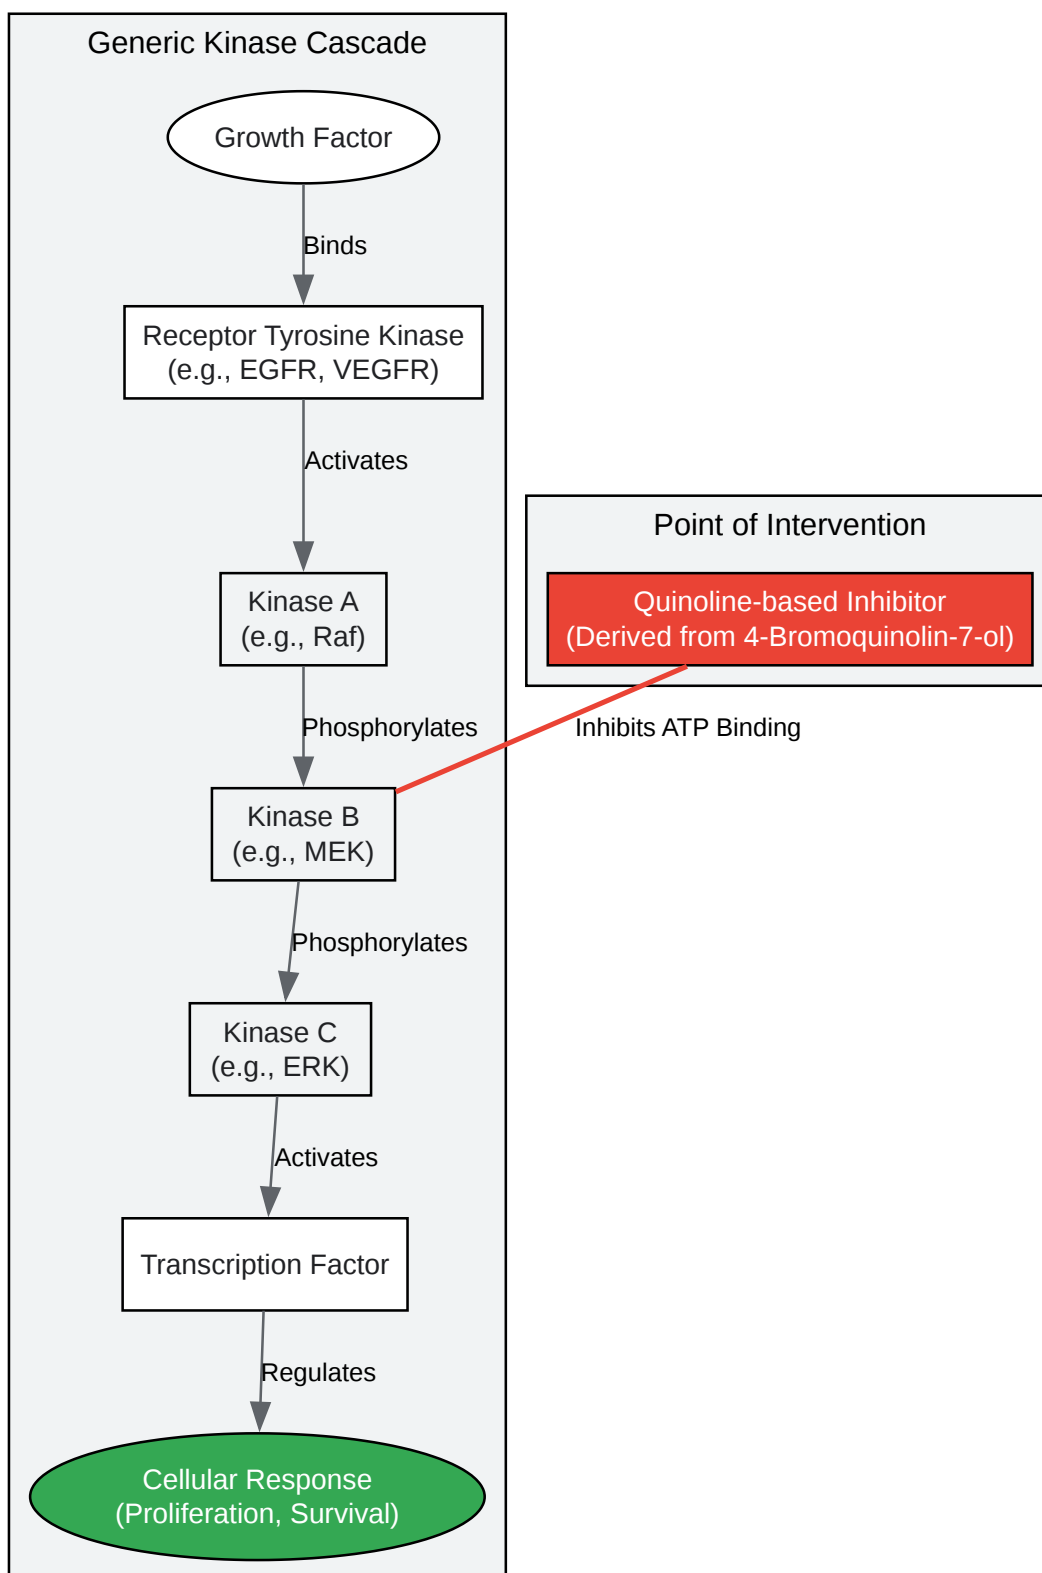 Generic Kinase Cascade
Growth Factor
Binds
Receptor Tyrosine Kinase
(e.g., EGFR, VEGFR)
Activates
Point of Intervention
Quinoline-based Inhibitor
(Derived from 4-Bromoquinolin-7-ol)
Kinase A
(e.g., Raf)
Phosphorylates
Inhibits ATP Binding
Kinase B
(e.g., MEK)
Phosphorylates
Kinase C
(e.g., ERK)
Activates
Transcription Factor
Regulates
Cellular Response
(Proliferation, Survival)